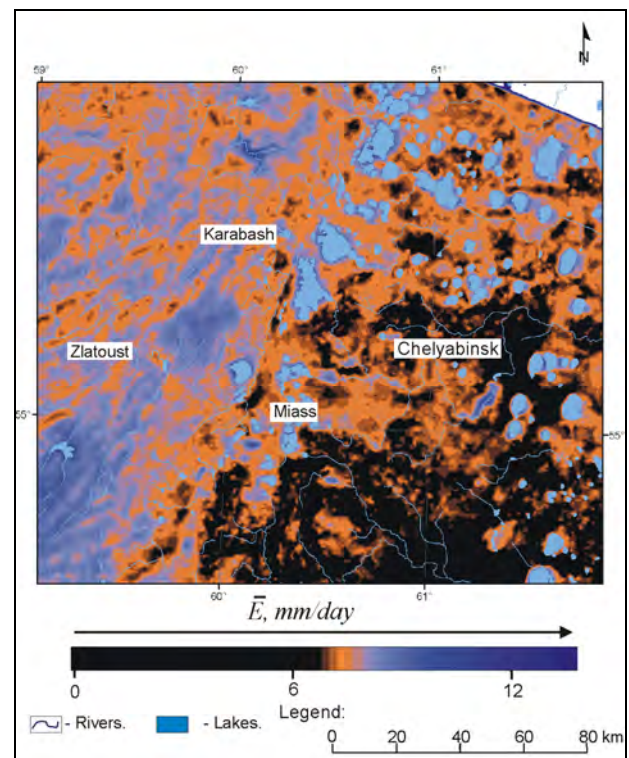 N
59° 60° 61°
Karabash
Zlatoust
Chelyabinsk
Miass
55° 55°
60° 61°
Ē, mm/day
0 6 12
Legend:
- Rivers. - Lakes.
0 20 40 60 80 km